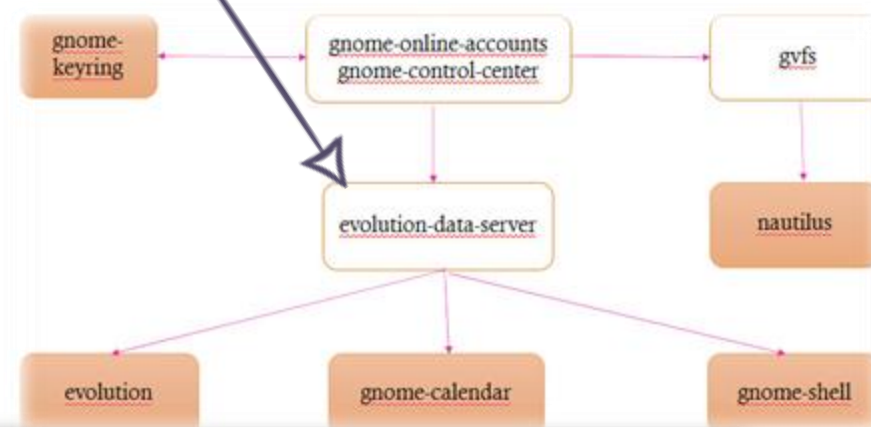 gnome-
keyring
gnome-online-accounts
gnome-control-center
gvfs
evolution-data-server
nautilus
evolution
gnome-calendar
gnome-shell